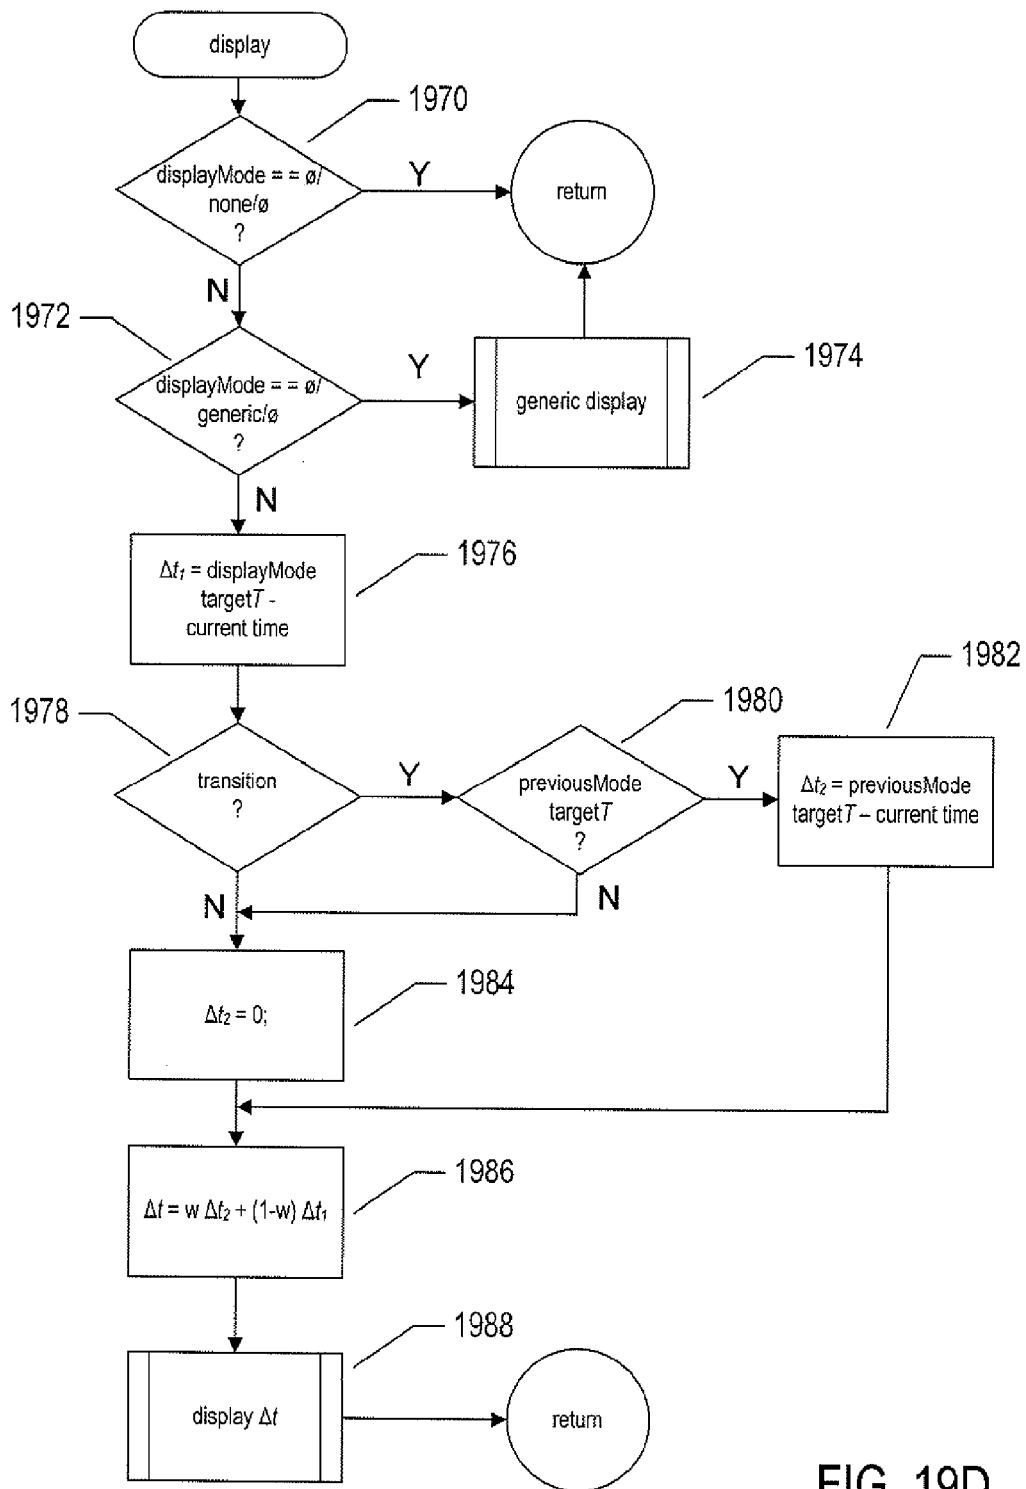 display
1970
displayMode = = ø/
none/ø
?
Y
return
N
1972
displayMode = = ø/
generic/ø
?
Y
generic display
1974
N
Δt₁ = displayMode
targetT -
current time
1976
1978
transition
?
Y
1980
previousMode
targetT
?
Y
1982
Δt₂ = previousMode
targetT – current time
N
N
Δt₂ = 0;
1984
Δt = w Δt₂ + (1-w) Δt₁
1986
display Δt
1988
return
FIG. 19D